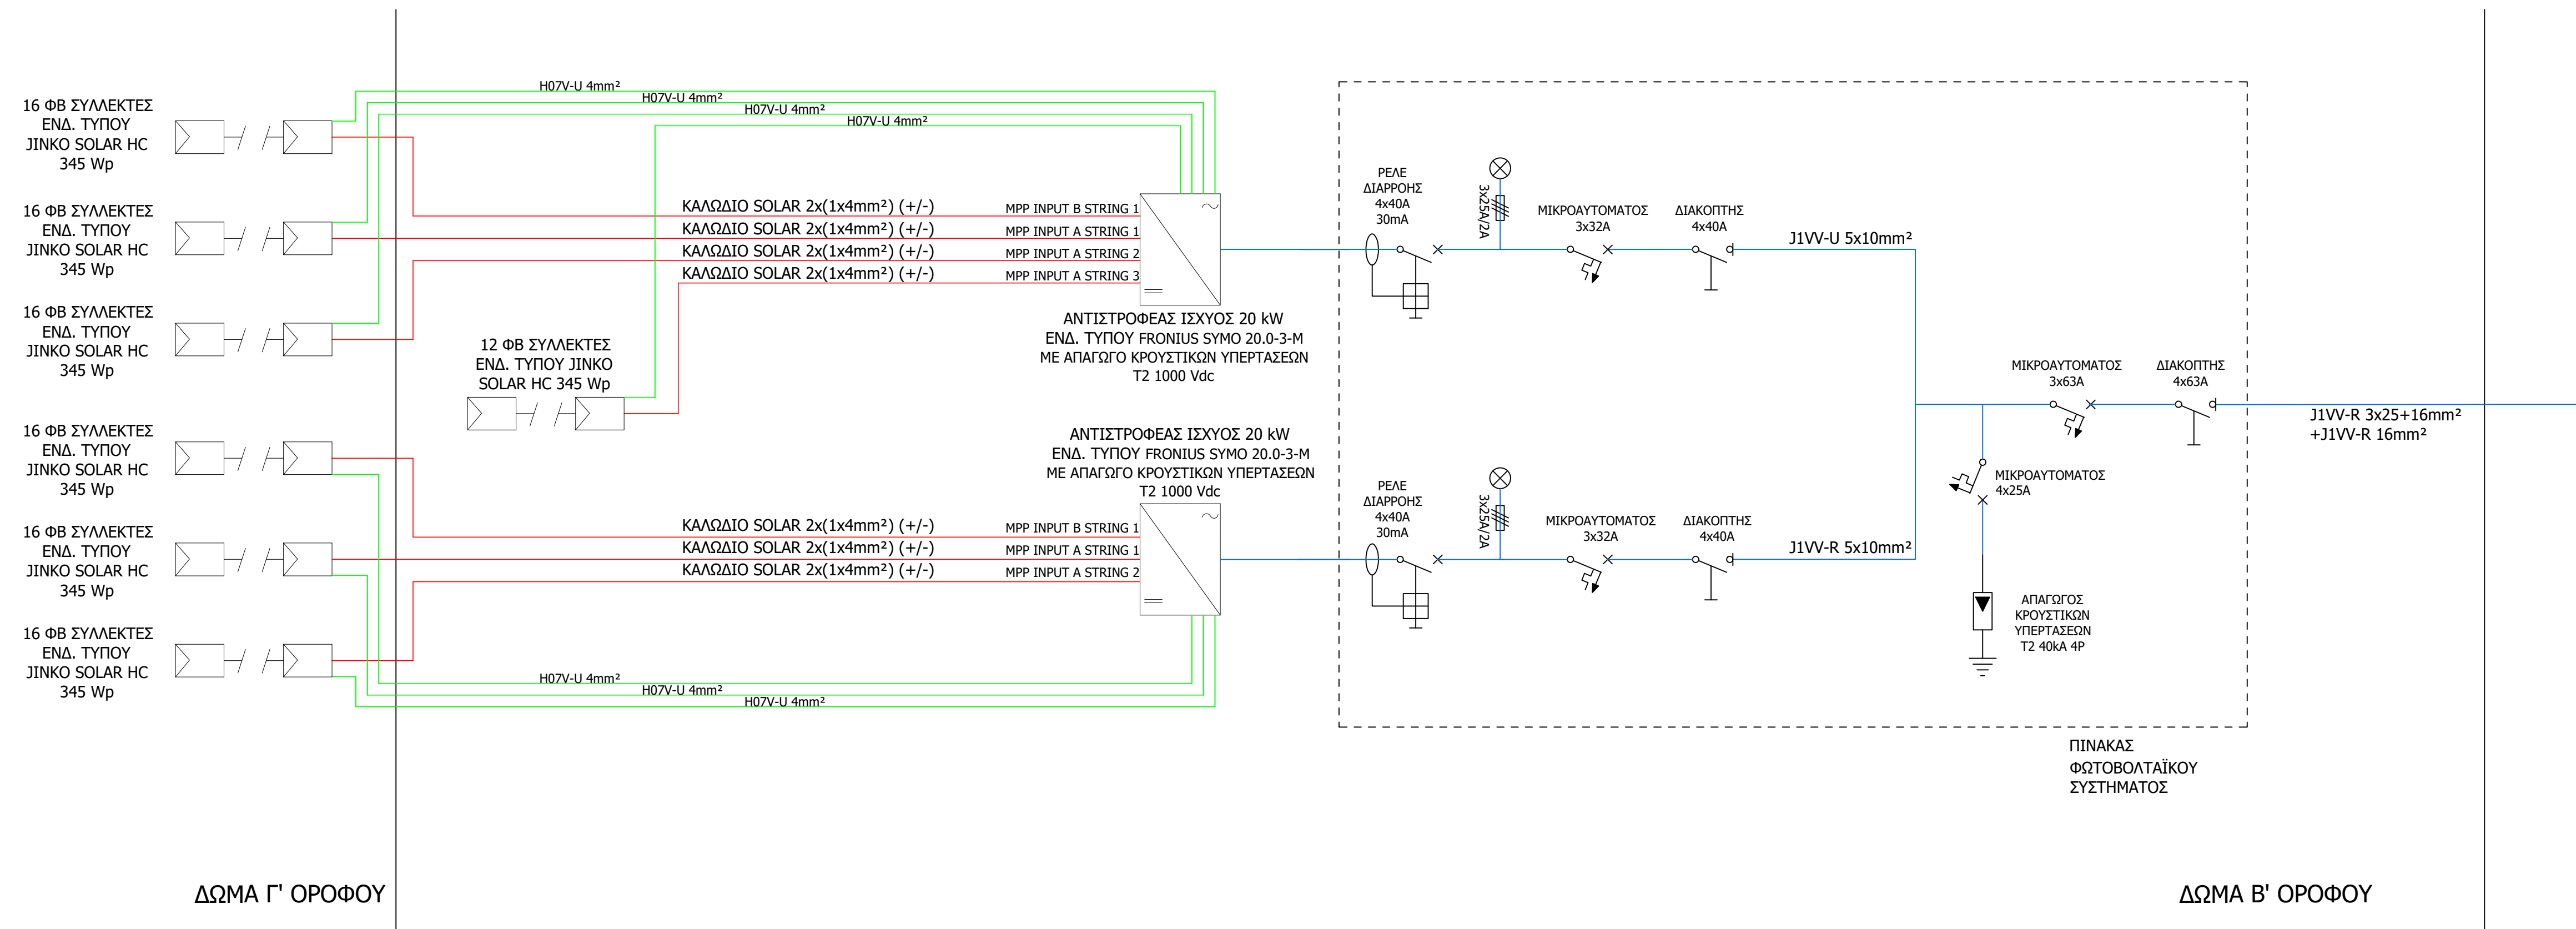 H07V-U 4mm²
H07V-U 4mm²
H07V-U 4mm²
H07V-U 4mm²
16 ΦΒ ΣΥΛΛΕΚΤΕΣ
ΕΝΔ. ΤΥΠΟΥ
JINKO SOLAR HC
345 Wp
16 ΦΒ ΣΥΛΛΕΚΤΕΣ
ΕΝΔ. ΤΥΠΟΥ
JINKO SOLAR HC
345 Wp
16 ΦΒ ΣΥΛΛΕΚΤΕΣ
ΕΝΔ. ΤΥΠΟΥ
JINKO SOLAR HC
345 Wp
12 ΦΒ ΣΥΛΛΕΚΤΕΣ
ΕΝΔ. ΤΥΠΟΥ JINKO
SOLAR HC 345 Wp
16 ΦΒ ΣΥΛΛΕΚΤΕΣ
ΕΝΔ. ΤΥΠΟΥ
JINKO SOLAR HC
345 Wp
16 ΦΒ ΣΥΛΛΕΚΤΕΣ
ΕΝΔ. ΤΥΠΟΥ
JINKO SOLAR HC
345 Wp
16 ΦΒ ΣΥΛΛΕΚΤΕΣ
ΕΝΔ. ΤΥΠΟΥ
JINKO SOLAR HC
345 Wp
ΚΑΛΩΔΙΟ SOLAR 2x(1x4mm²) (+/-) MPP INPUT B STRING 1
ΚΑΛΩΔΙΟ SOLAR 2x(1x4mm²) (+/-) MPP INPUT A STRING 1
ΚΑΛΩΔΙΟ SOLAR 2x(1x4mm²) (+/-) MPP INPUT A STRING 2
ΚΑΛΩΔΙΟ SOLAR 2x(1x4mm²) (+/-) MPP INPUT A STRING 3
ΑΝΤΙΣΤΡΟΦΕΑΣ ΙΣΧΥΟΣ 20 kW
ΕΝΔ. ΤΥΠΟΥ FRONIUS SYMO 20.0-3-M
ΜΕ ΑΠΑΓΩΓΟ ΚΡΟΥΣΤΙΚΩΝ ΥΠΕΡΤΑΣΕΩΝ
T2 1000 Vdc
ΑΝΤΙΣΤΡΟΦΕΑΣ ΙΣΧΥΟΣ 20 kW
ΕΝΔ. ΤΥΠΟΥ FRONIUS SYMO 20.0-3-M
ΜΕ ΑΠΑΓΩΓΟ ΚΡΟΥΣΤΙΚΩΝ ΥΠΕΡΤΑΣΕΩΝ
T2 1000 Vdc
ΚΑΛΩΔΙΟ SOLAR 2x(1x4mm²) (+/-) MPP INPUT B STRING 1
ΚΑΛΩΔΙΟ SOLAR 2x(1x4mm²) (+/-) MPP INPUT A STRING 1
ΚΑΛΩΔΙΟ SOLAR 2x(1x4mm²) (+/-) MPP INPUT A STRING 2
H07V-U 4mm²
H07V-U 4mm²
H07V-U 4mm²
ΡΕΛΕ
ΔΙΑΡΡΟΗΣ
4x40A
30mA
3x25A/2A
ΜΙΚΡΟΑΥΤΟΜΑΤΟΣ
3x32A
ΔΙΑΚΟΠΤΗΣ
4x40A
J1VV-U 5x10mm²
ΡΕΛΕ
ΔΙΑΡΡΟΗΣ
4x40A
30mA
3x25A/2A
ΜΙΚΡΟΑΥΤΟΜΑΤΟΣ
3x32A
ΔΙΑΚΟΠΤΗΣ
4x40A
J1VV-R 5x10mm²
ΜΙΚΡΟΑΥΤΟΜΑΤΟΣ
3x63A
ΔΙΑΚΟΠΤΗΣ
4x63A
J1VV-R 3x25+16mm²
+J1VV-R 16mm²
ΜΙΚΡΟΑΥΤΟΜΑΤΟΣ
4x25A
ΑΠΑΓΩΓΟΣ
ΚΡΟΥΣΤΙΚΩΝ
ΥΠΕΡΤΑΣΕΩΝ
T2 40kA 4P
ΠΙΝΑΚΑΣ
ΦΩΤΟΒΟΛΤΑΪΚΟΥ
ΣΥΣΤΗΜΑΤΟΣ
ΔΩΜΑ Γ' ΟΡΟΦΟΥ
ΔΩΜΑ Β' ΟΡΟΦΟΥ